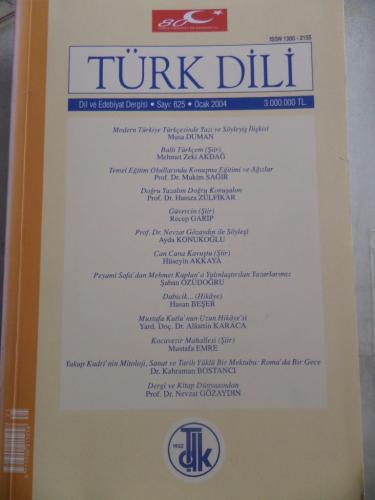 80
ISSN 1300 - 2155
TÜRK DİLİ
Dil ve Edebiyat Dergisi • Sayı: 625 • Ocak 2004
3.000.000 TL.
Modern Türkiye Türkçesinde Yazı ve Söyleyiş İlişkisi
Musa DUMAN
Ballı Türkçem (Şiir)
Mehmet Zeki AKDAĞ
Temel Eğitim Okullarında Konuşma Eğitimi ve Ağızlar
Prof. Dr. Mukim SAĞIR
Doğru Yazalım Doğru Konuşalım
Prof. Dr. Hamza ZÜLFİKAR
Güvercin (Şiir)
Recep GARİP
Prof. Dr. Nevzat Gözaydın ile Söyleşi
Ayda KONUKOĞLU
Can Cana Kavuştu (Şiir)
Hüseyin AKKAYA
Peyami Safa'dan Mehmet Kaplan'a Yalınlaştırılan Yazarlarımız
Şaban ÖZÜDOĞRU
Dabicik... (Hikâye)
Hasan BEŞER
Mustafa Kutlu'nun Uzun Hikâye'si
Yard. Doç. Dr. Alâattin KARACA
Kocavezir Mahallesi (Şiir)
Mustafa EMRE
Yakup Kadri'nin Mitoloji, Sanat ve Tarih Yüklü Bir Mektubu: Roma'da Bir Gece
Dr. Kahraman BOSTANCI
Dergi ve Kitap Dünyasından
Prof. Dr. Nevzat GÖZAYDIN
1932
TDK